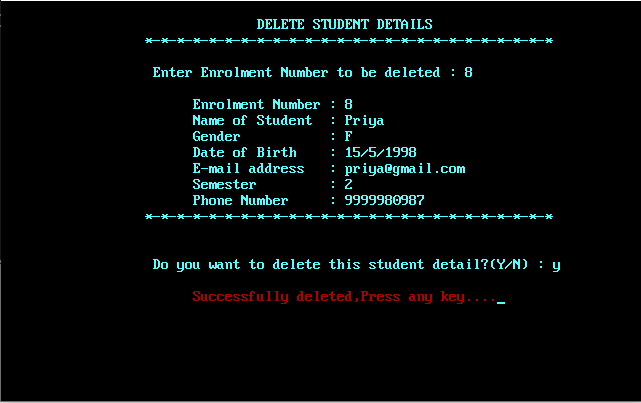 DELETE STUDENT DETAILS
*-*-*-*-*-*-*-*-*-*-*-*-*-*-*-*-*-*-*-*-*-*-*-*-*-*
Enter Enrolment Number to be deleted : 8
Enrolment Number : 8
Name of Student : Priya
Gender : F
Date of Birth : 15/5/1998
E-mail address : priya@gmail.com
Semester : 2
Phone Number : 9999980987
*-*-*-*-*-*-*-*-*-*-*-*-*-*-*-*-*-*-*-*-*-*-*-*-*-*
Do you want to delete this student detail?(Y/N) : y
Successfully deleted,Press any key...._